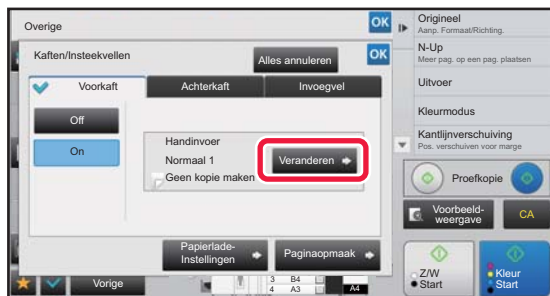 Overige
OK
Kaften/Insteekvellen
Alles annuleren
OK
Voorkaft
Achterkaft
Invoegvel
Off
On
Handinvoer
Normaal 1
Geen kopie maken
Veranderen
Papierlade-
Instellingen
Paginaopmaak
Vorige
3 B4
4 A3
A4
Origineel
Aanp. Formaat/Richting.
N-Up
Meer pag. op een pag. plaatsen
Uitvoer
Kleurmodus
Kantlijnverschuiving
Pos. verschuiven voor marge
Proefkopie
Voorbeeld-
weergave
CA
Z/W
Start
Kleur
Start